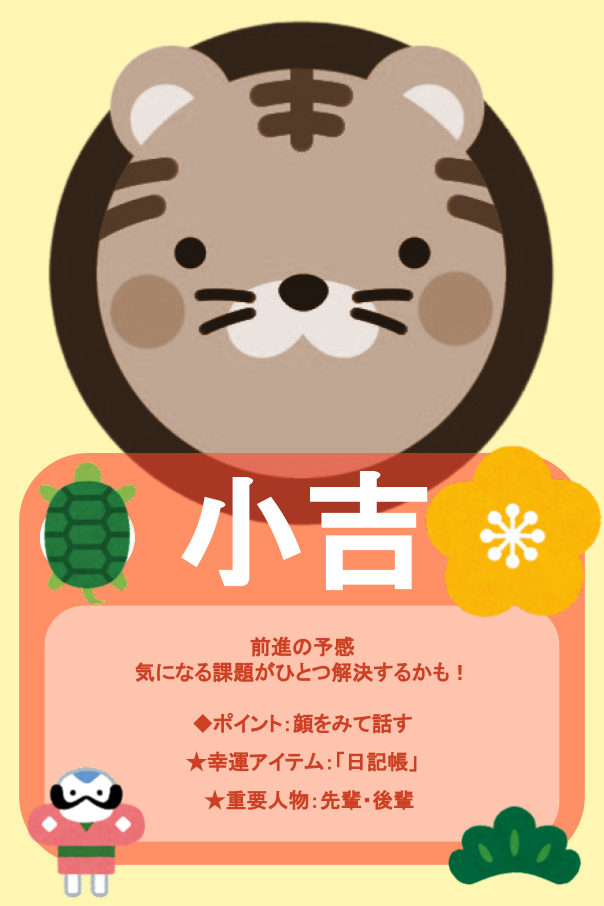 小吉
前進の予感
気になる課題がひとつ解決するかも！
◆ポイント：顔をみて話す
★幸運アイテム：「日記帳」
★重要人物：先輩・後輩